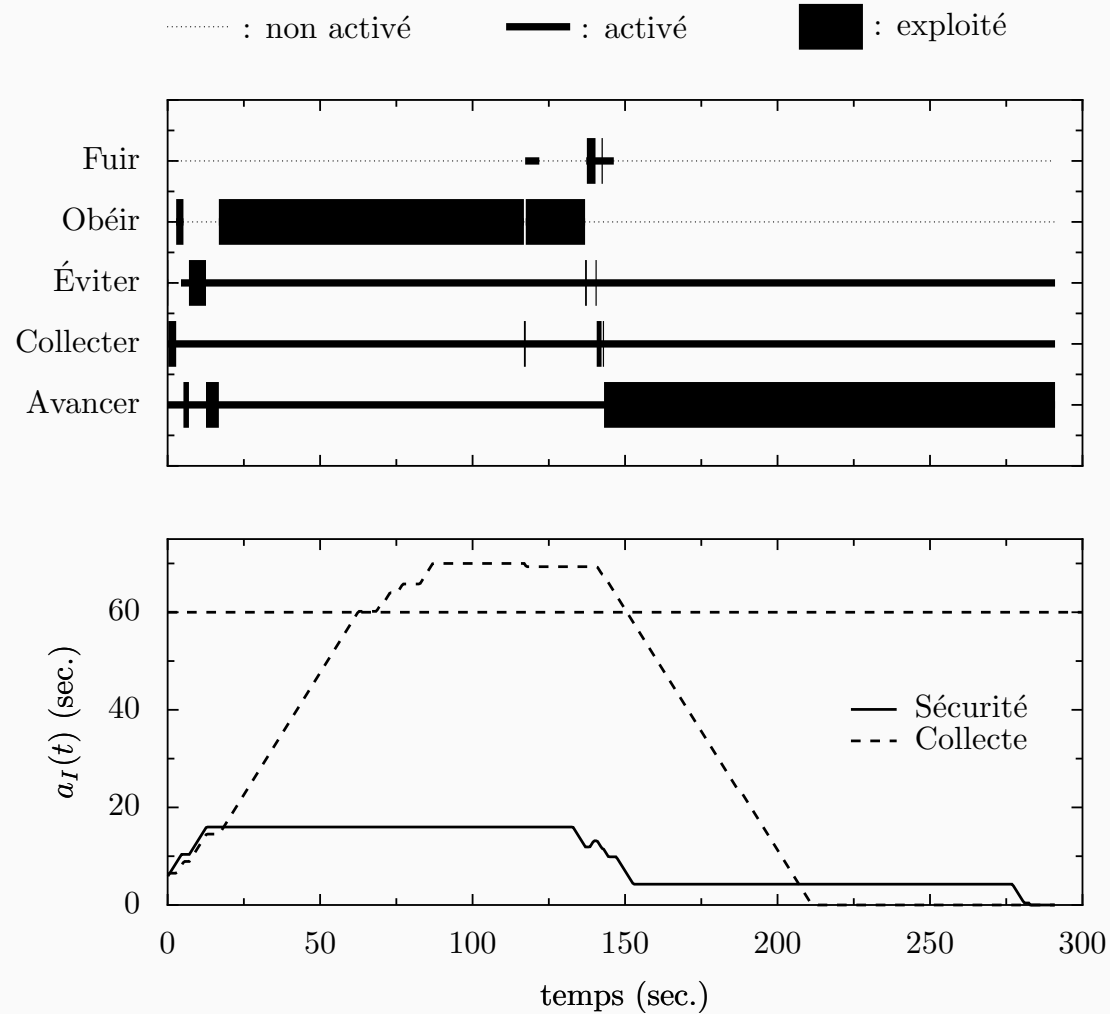 : non activé : activé : exploité
Fuir
Obéir
Éviter
Collecter
Avancer
60
40
20
0
a_I(t) (sec.)
Sécurité
Collecte
0 50 100 150 200 250 300
temps (sec.)